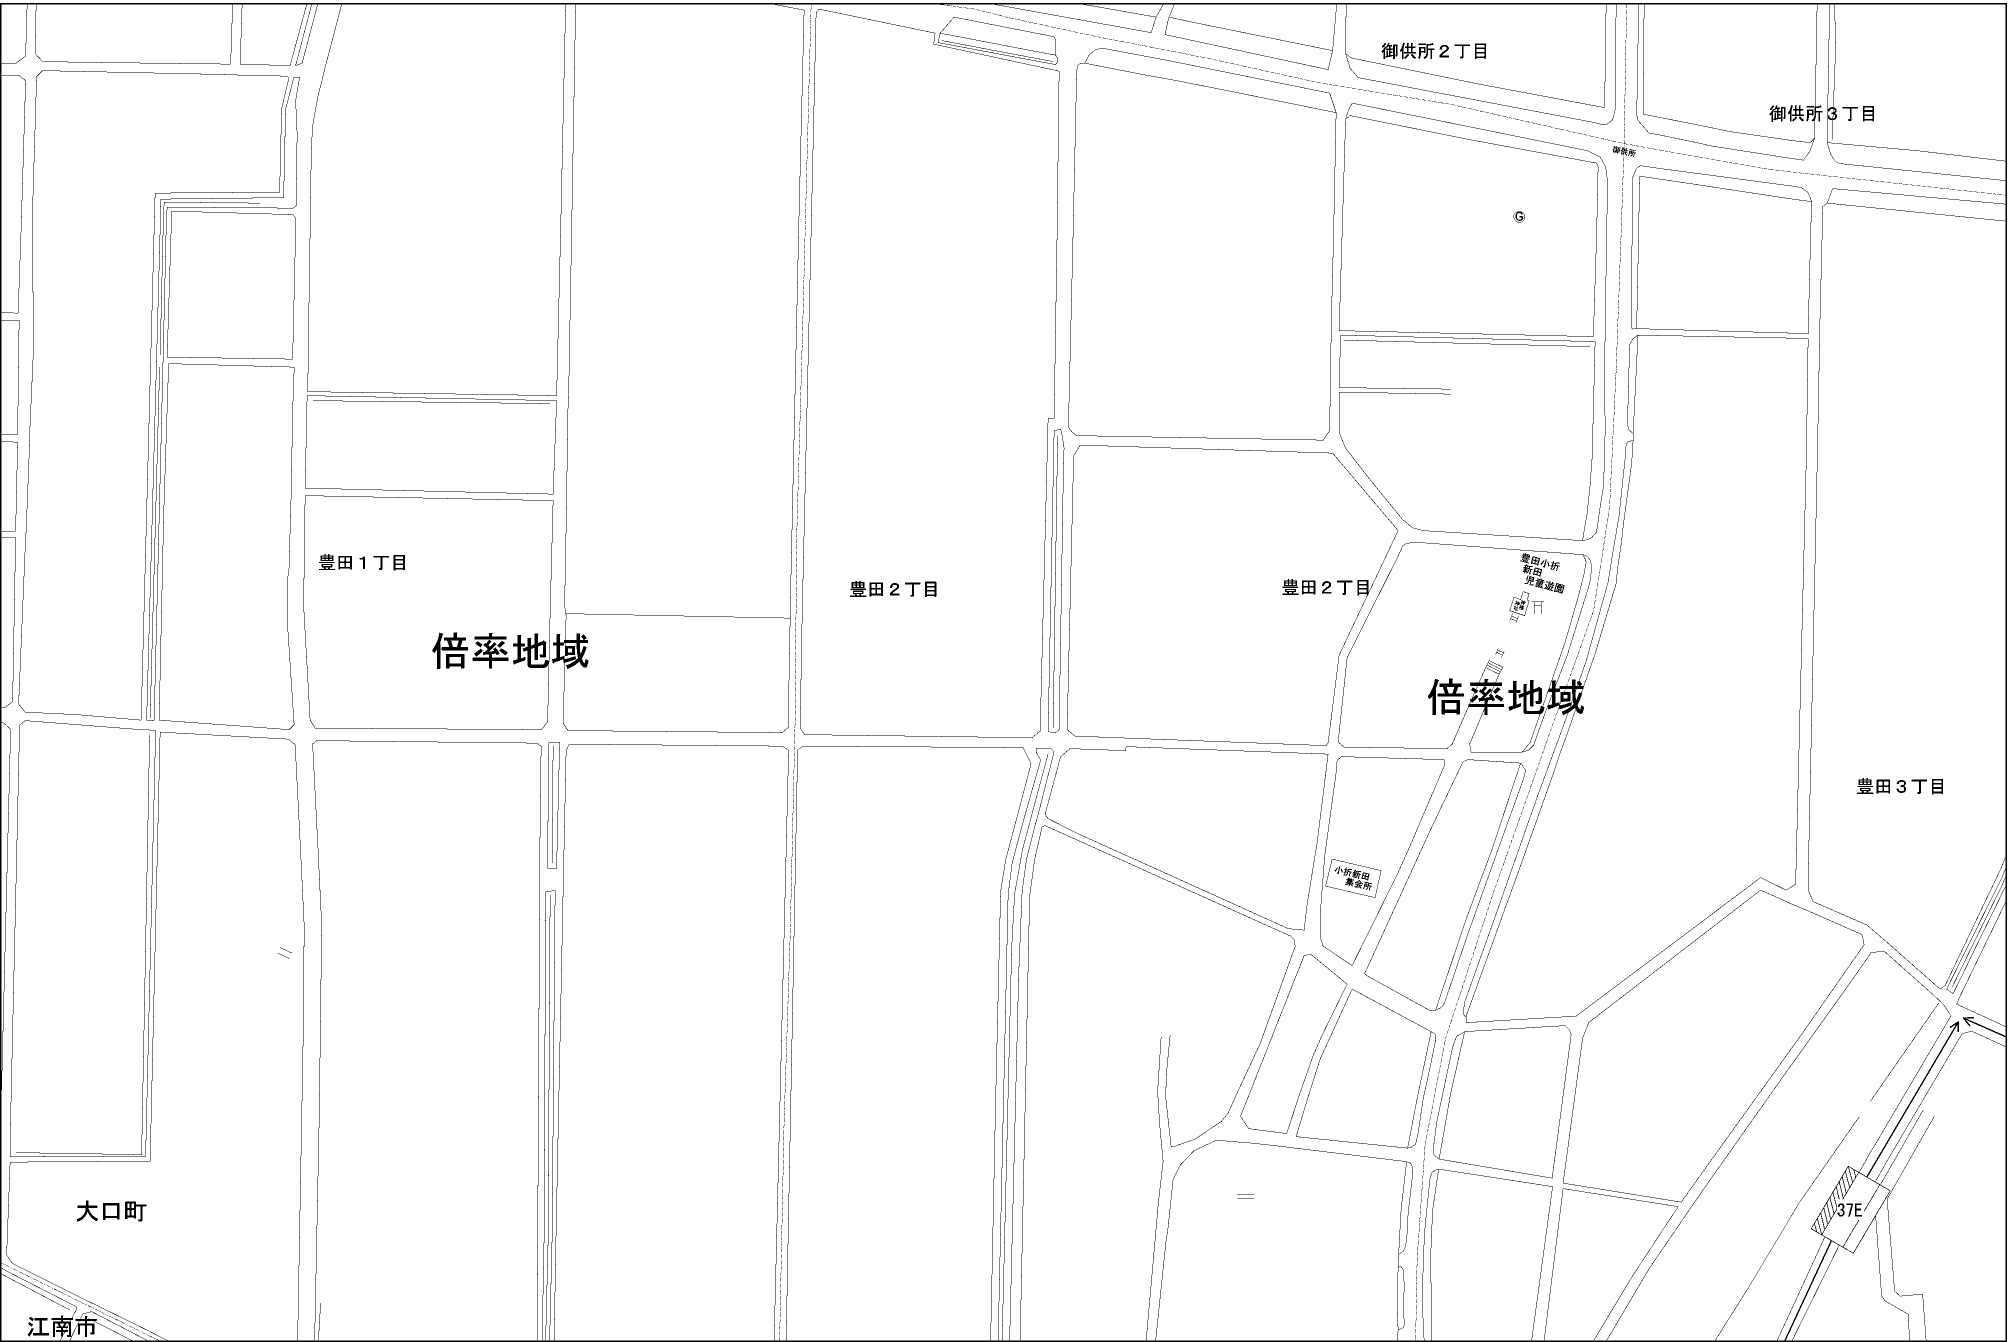 御供所２丁目
御供所３丁目
御供所
G
豊田１丁目
豊田２丁目
豊田２丁目
豊田小折
新田
児童遊園
倍率地域
倍率地域
豊田３丁目
小折新田
集会所
大口町
37E
江南市